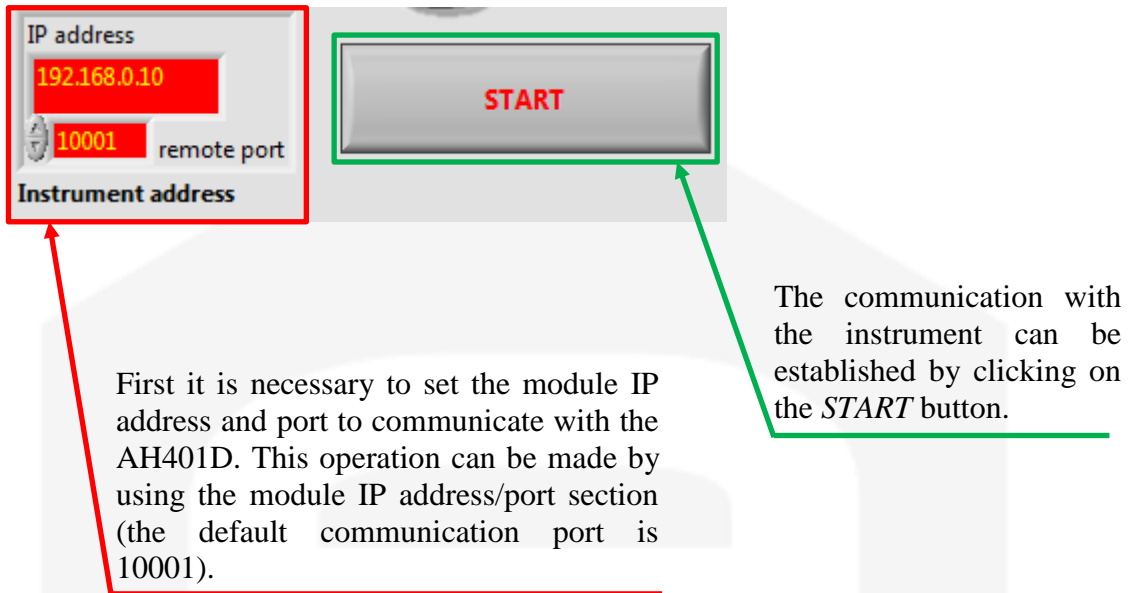 IP address
192.168.0.10
10001 remote port
Instrument address
START
The communication with
the instrument can be
established by clicking on
the START button.
First it is necessary to set the module IP
address and port to communicate with the
AH401D. This operation can be made by
using the module IP address/port section
(the default communication port is
10001).